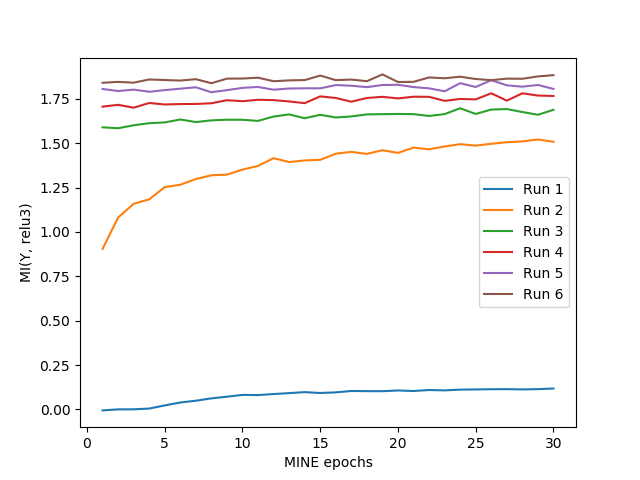 MI(Y, relu3)
1.75
1.50
1.25
1.00
0.75
0.50
0.25
0.00
Run 1
Run 2
Run 3
Run 4
Run 5
Run 6
0 5 10 15 20 25 30
MINE epochs